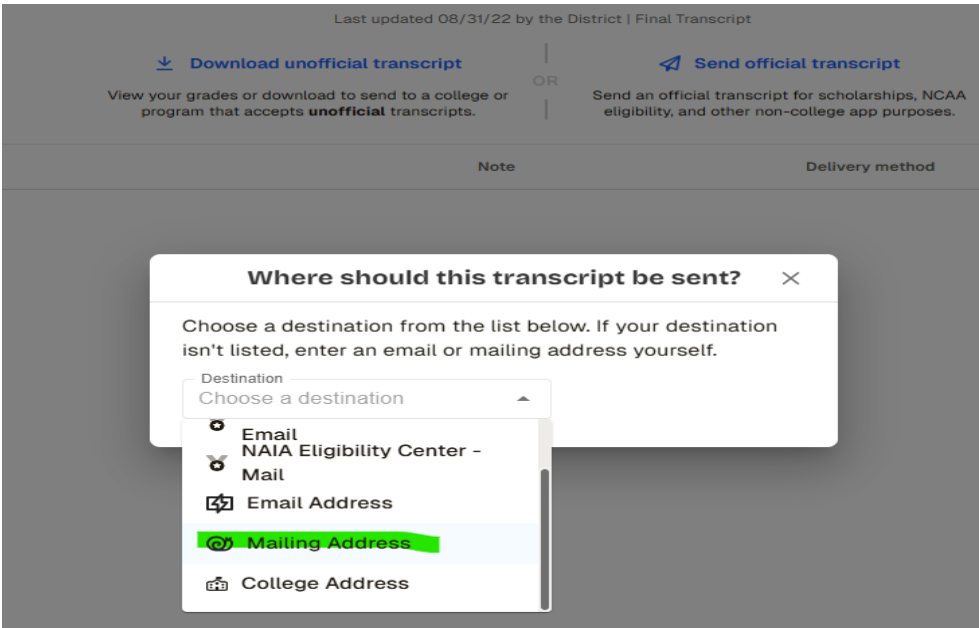 Last updated 08/31/22 by the District | Final Transcript
Download unofficial transcript
View your grades or download to send to a college or
program that accepts unofficial transcripts.
OR
Send official transcript
Send an official transcript for scholarships, NCAA
eligibility, and other non-college app purposes.
Note
Delivery method
Where should this transcript be sent?
Choose a destination from the list below. If your destination
isn't listed, enter an email or mailing address yourself.
Destination
Choose a destination
Email
NAIA Eligibility Center -
Mail
Email Address
Mailing Address
College Address